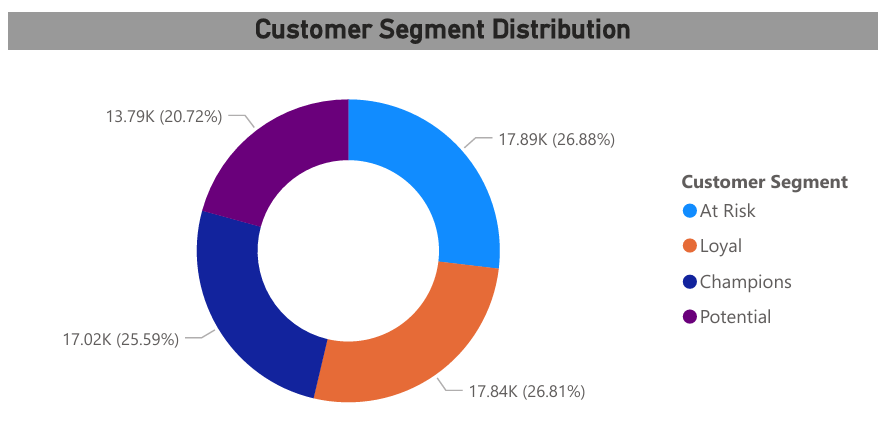 Customer Segment Distribution
13.79K (20.72%)
17.89K (26.88%)
17.02K (25.59%)
17.84K (26.81%)
Customer Segment
At Risk
Loyal
Champions
Potential